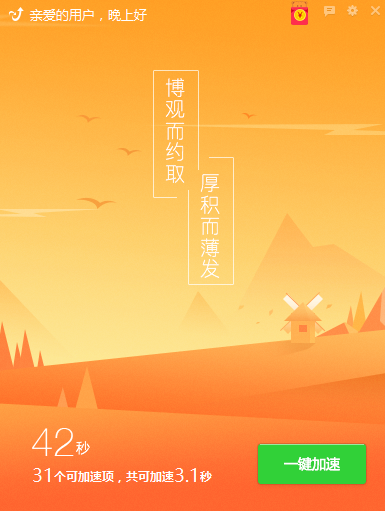 亲爱的用户，晚上好
博观而约取
厚积而薄发
42秒
31个可加速项，共可加速3.1秒
一键加速